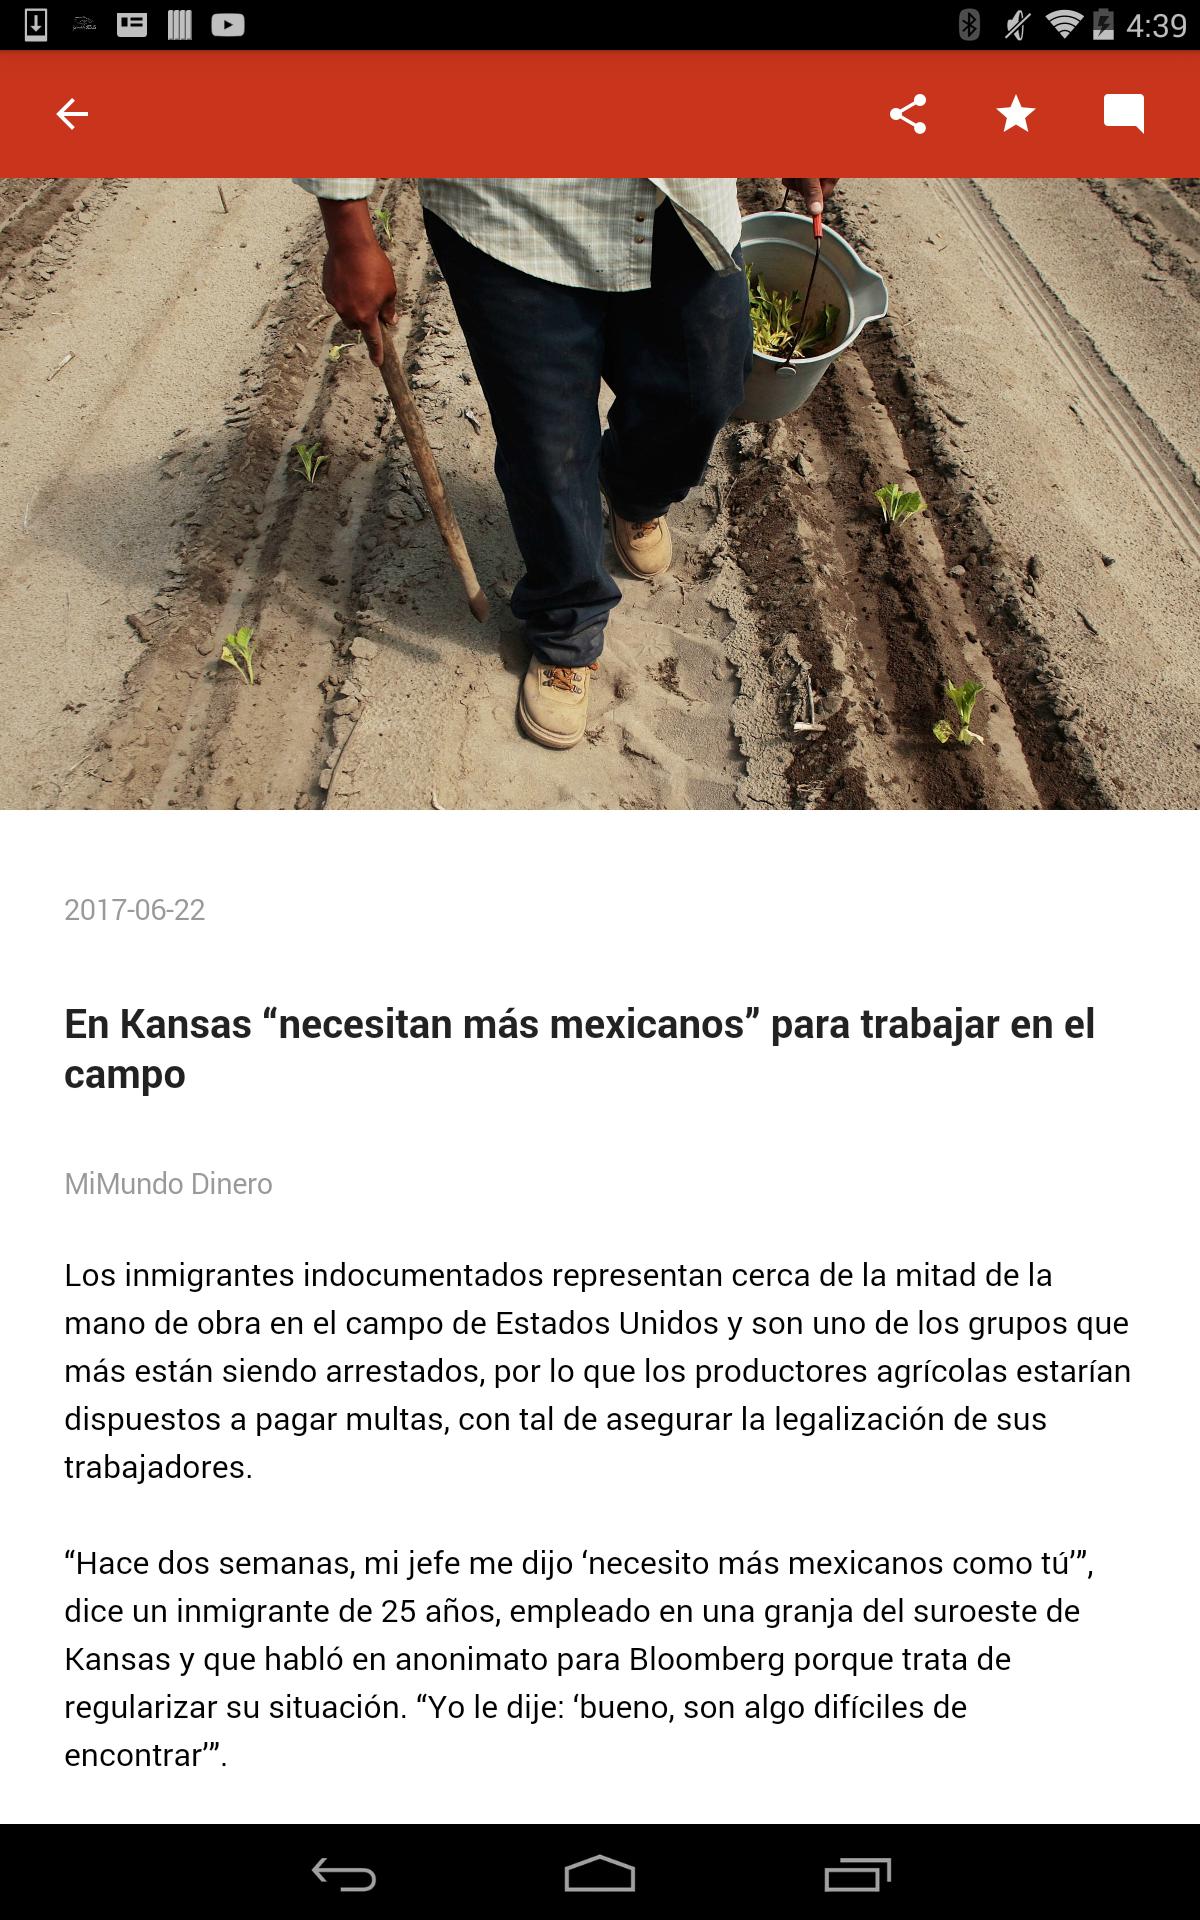 4:39
2017-06-22
En Kansas “necesitan más mexicanos” para trabajar en el
campo
MiMundo Dinero
Los inmigrantes indocumentados representan cerca de la mitad de la
mano de obra en el campo de Estados Unidos y son uno de los grupos que
más están siendo arrestados, por lo que los productores agrícolas estarían
dispuestos a pagar multas, con tal de asegurar la legalización de sus
trabajadores.
“Hace dos semanas, mi jefe me dijo ‘necesito más mexicanos como tú’”,
dice un inmigrante de 25 años, empleado en una granja del suroeste de
Kansas y que habló en anonimato para Bloomberg porque trata de
regularizar su situación. “Yo le dije: ‘bueno, son algo difíciles de
encontrar’”.